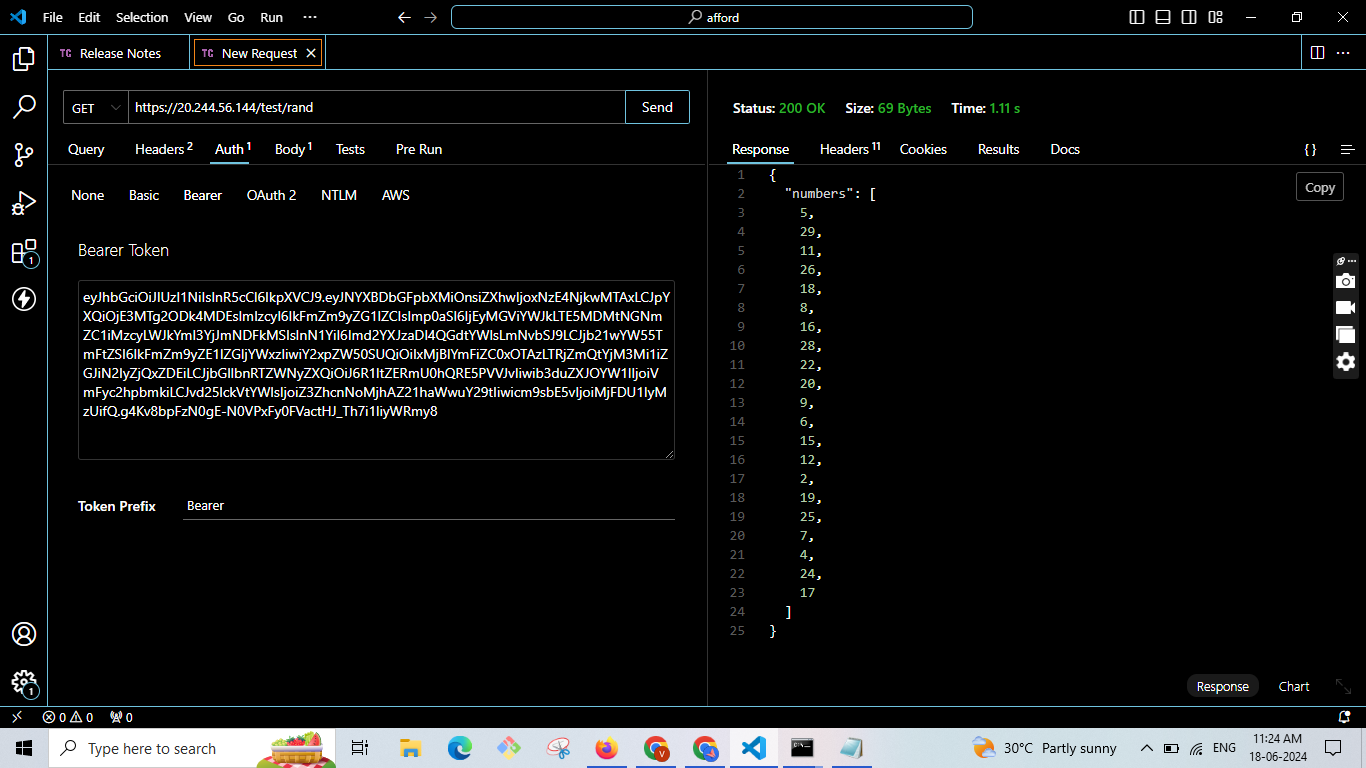 File Edit Selection View Go Run ··· afford
TC Release Notes TC New Request
GET https://20.244.56.144/test/rand Send
Query Headers 2 Auth 1 Body 1 Tests Pre Run
None Basic Bearer OAuth 2 NTLM AWS
Bearer Token
Token Prefix Bearer
Status: 200 OK Size: 69 Bytes Time: 1.11 s
Response Headers 11 Cookies Results Docs { }
Copy
1 {
2 "numbers": [
3 5,
4 29,
5 11,
6 26,
7 18,
8 8,
9 16,
10 28,
11 22,
12 20,
13 9,
14 6,
15 15,
16 12,
17 2,
18 19,
19 25,
20 7,
21 4,
22 24,
23 17
24 ]
25 }
Response Chart
1
1
0 0 0
Type here to search
30°C Partly sunny ENG 11:24 AM
18-06-2024